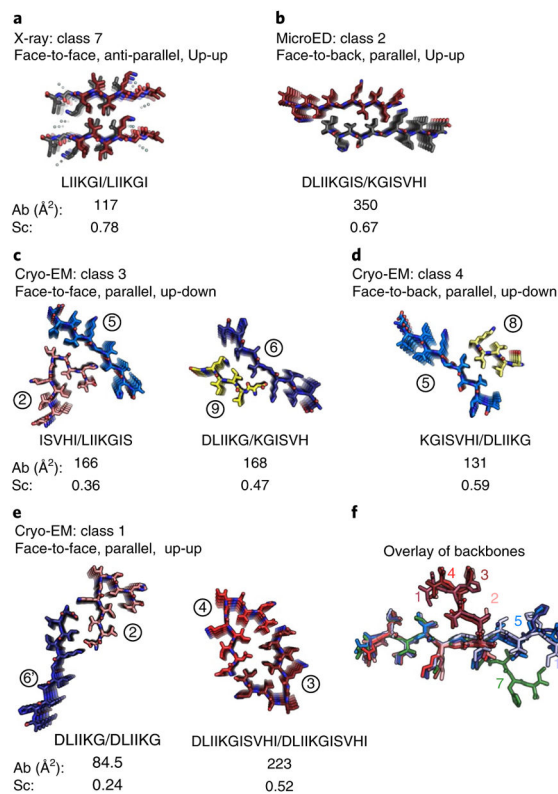 a
X-ray: class 7
Face-to-face, anti-parallel, Up-up
LIIKGI/LIIKGI
Ab (Å²): 117
Sc: 0.78
b
MicroED: class 2
Face-to-back, parallel, Up-up
DLIIKGIS/KGISVHI
350
0.67
c
Cryo-EM: class 3
Face-to-face, parallel, up-down
5
2
ISVHI/LIIKGIS
Ab (Å²): 166
Sc: 0.36
6
9
DLIIKG/KGISVH
168
0.47
d
Cryo-EM: class 4
Face-to-back, parallel, up-down
8
5
KGISVHI/DLIIKG
131
0.59
e
Cryo-EM: class 1
Face-to-face, parallel, up-up
2
6'
DLIIKG/DLIIKG
Ab (Å²): 84.5
Sc: 0.24
4
3
DLIIKGISVHI/DLIIKGISVHI
223
0.52
f
Overlay of backbones
4 3
1 2
5
7